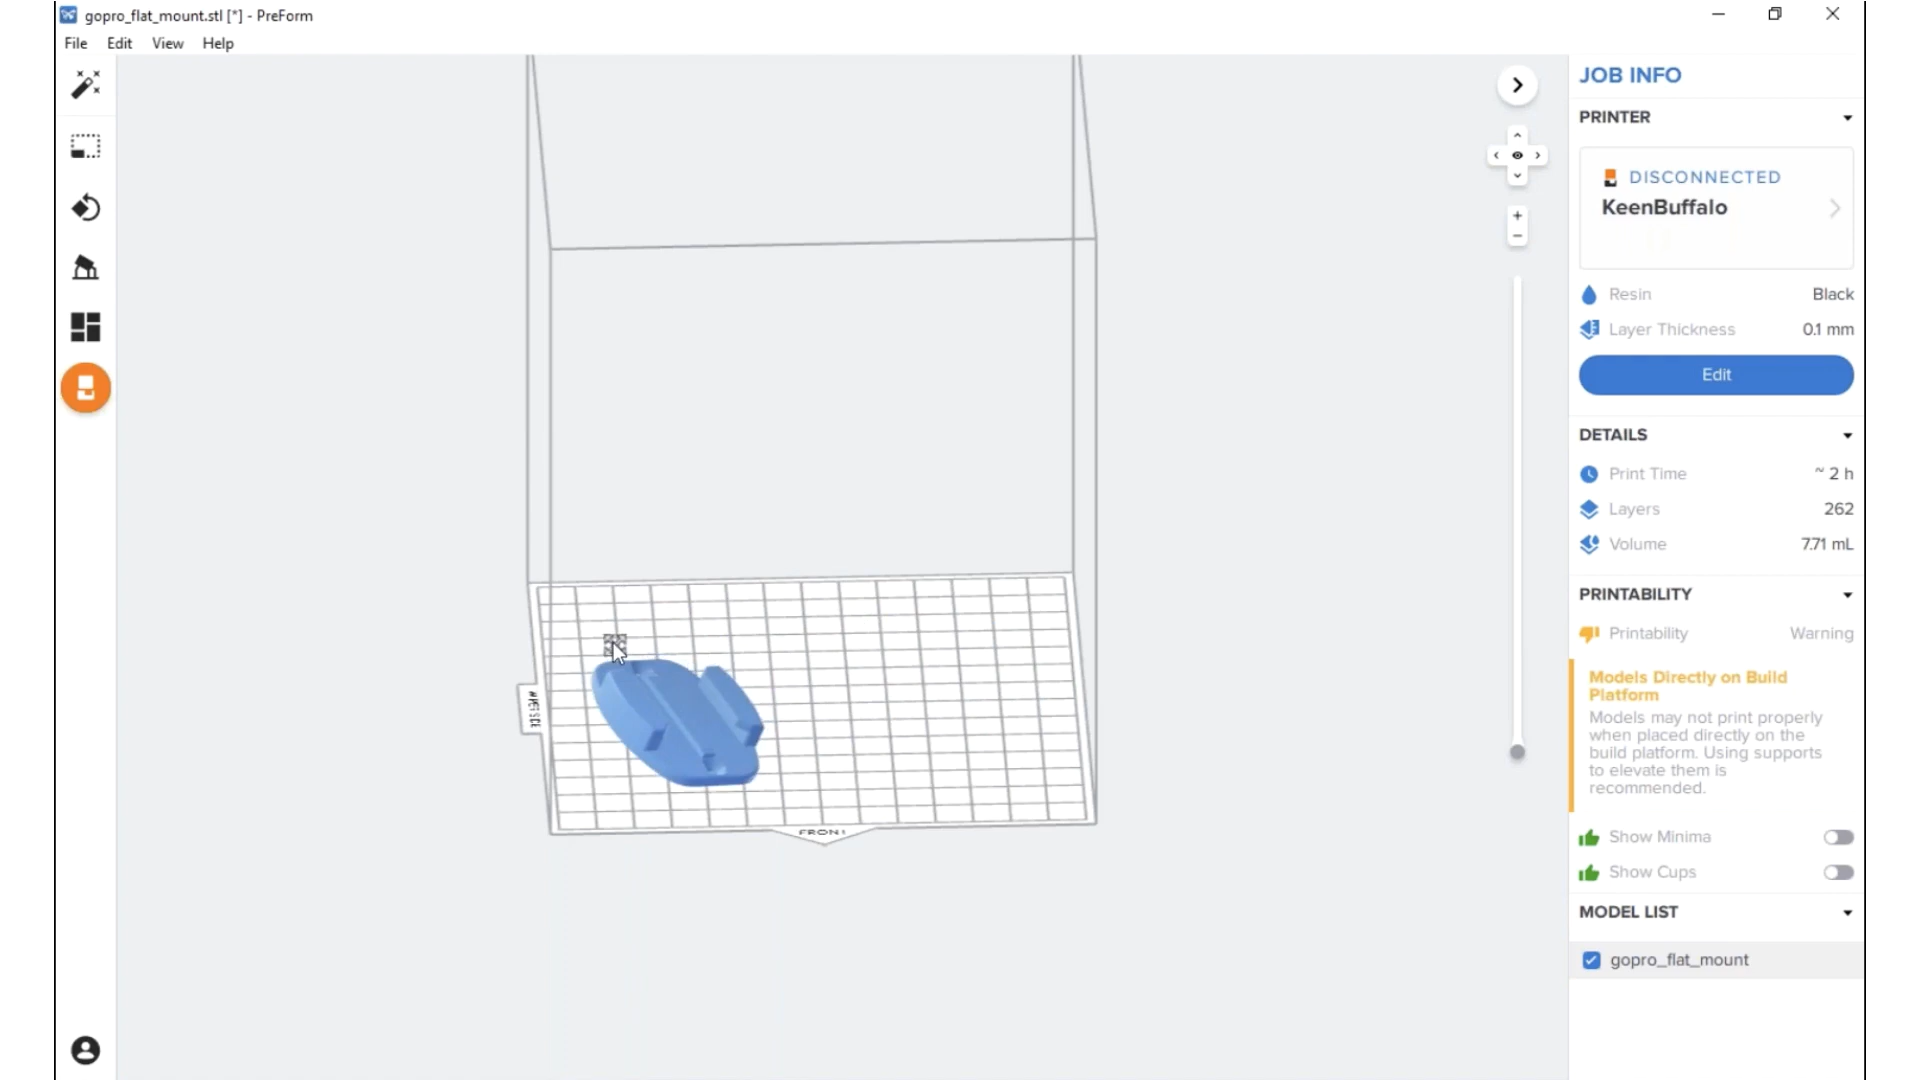 gopro_flat_mount.stl [*] - PreForm
File Edit View Help
JOB INFO
PRINTER
DISCONNECTED
KeenBuffalo
Resin Black
Layer Thickness 0.1 mm
Edit
DETAILS
Print Time ~ 2 h
Layers 262
Volume 7.71 mL
PRINTABILITY
Printability Warning
Models Directly on Build
Platform
Models may not print properly
when placed directly on the
build platform. Using supports
to elevate them is
recommended.
Show Minima
Show Cups
MODEL LIST
gopro_flat_mount
FRONT